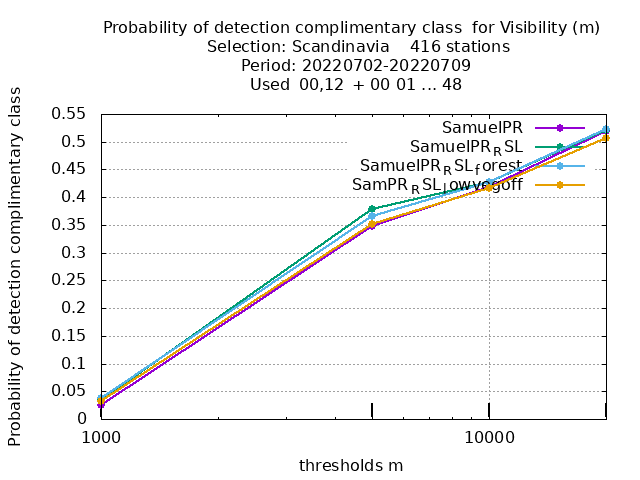 Probability of detection complimentary class  for Visibility (m)
Selection: Scandinavia    416 stations
Period: 20220702-20220709
Used  00,12  + 00 01 ... 48
Probability of detection complimentary class
0.55
0.5
0.45
0.4
0.35
0.3
0.25
0.2
0.15
0.1
0.05
0
SamuelPR
SamuelPR_RSL
SamuelPR_RSL_forest
SamPR_RSL_lowvegoff
1000
10000
thresholds m